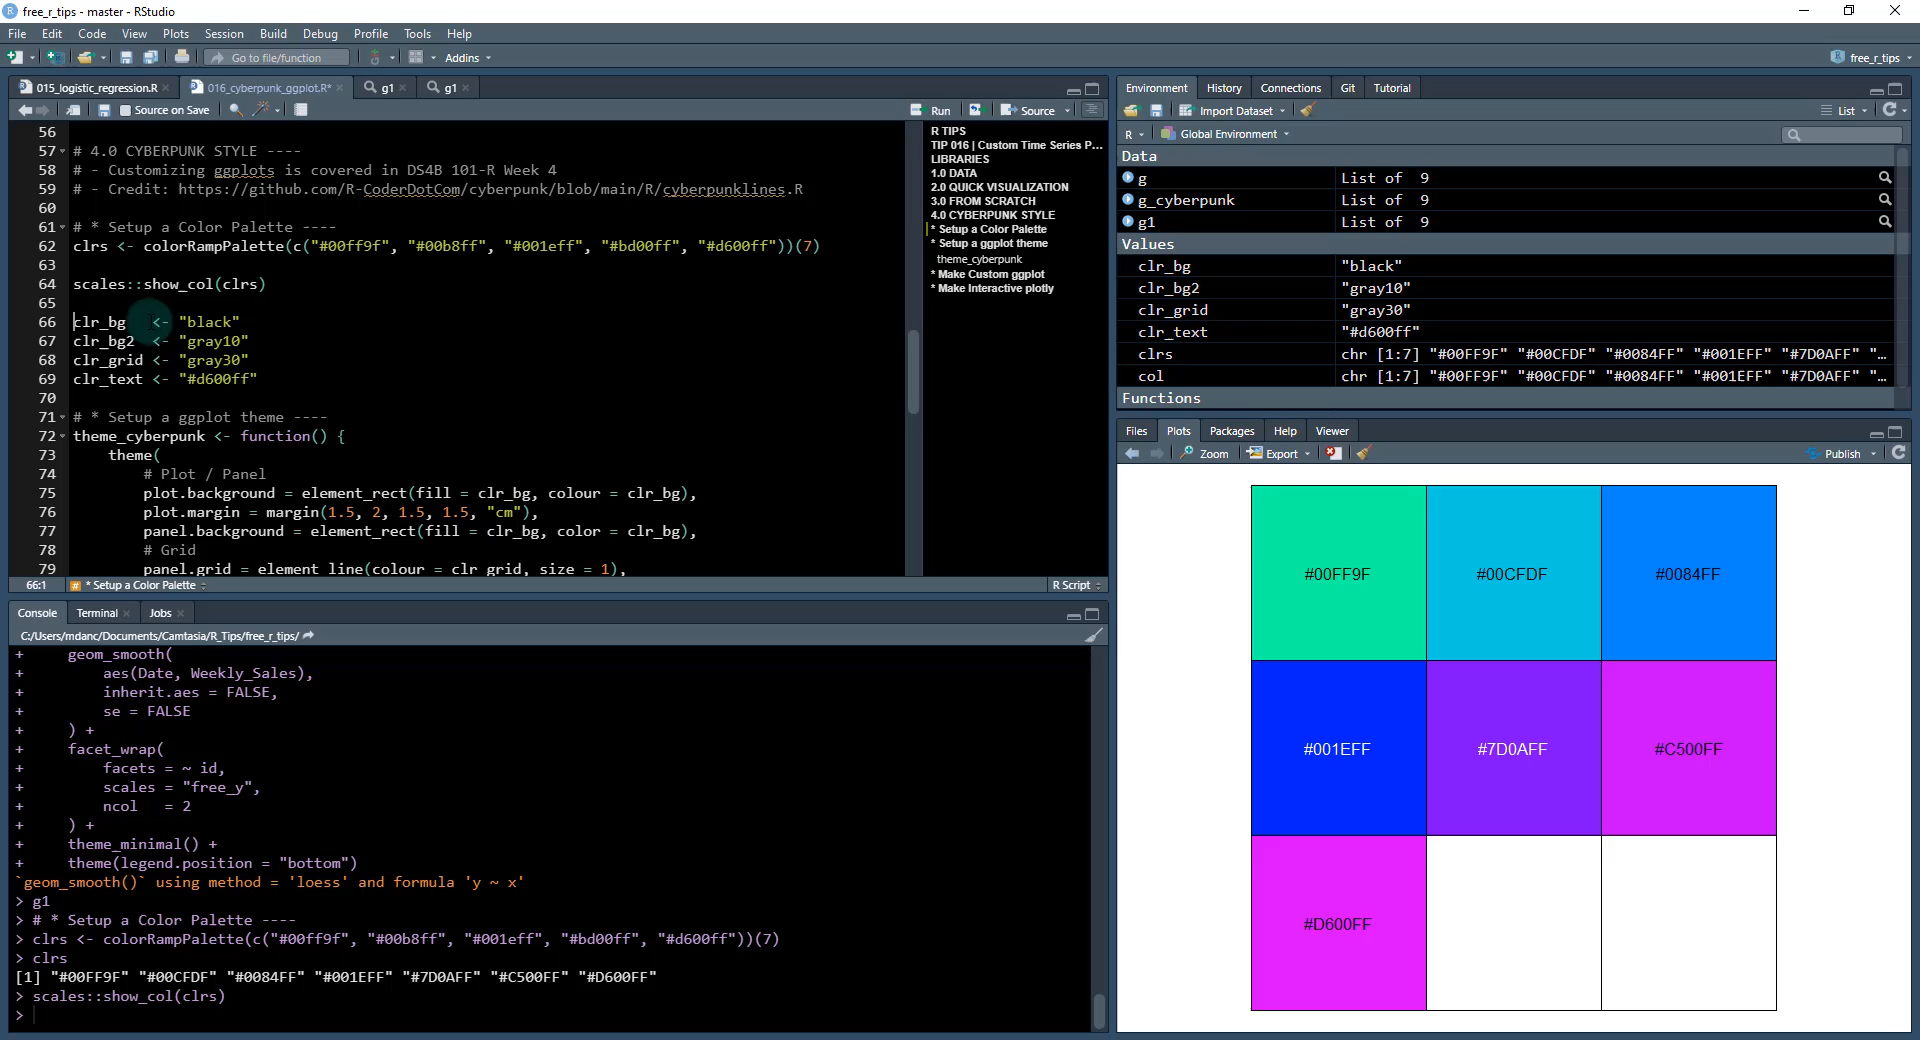 free_r_tips - master - RStudio
File Edit Code View Plots Session Build Debug Profile Tools Help
Go to file/function Addins free_r_tips
015_logistic_regression.R 016_cyberpunk_ggplot.R* g1 g1
Source on Save Run Source
56
57 # 4.0 CYBERPUNK STYLE ----
58 # - Customizing ggplots is covered in DS4B 101-R Week 4
59 # - Credit: https://github.com/R-CoderDotCom/cyberpunk/blob/main/R/cyberpunklines.R
60
61 # * Setup a Color Palette ----
62 clrs <- colorRampPalette(c("#00ff9f", "#00b8ff", "#001eff", "#bd00ff", "#d600ff"))(7)
63
64 scales::show_col(clrs)
65
66 clr_bg <- "black"
67 clr_bg2 <- "gray10"
68 clr_grid <- "gray30"
69 clr_text <- "#d600ff"
70
71 # * Setup a ggplot theme ----
72 theme_cyberpunk <- function() {
73 theme(
74 # Plot / Panel
75 plot.background = element_rect(fill = clr_bg, colour = clr_bg),
76 plot.margin = margin(1.5, 2, 1.5, 1.5, "cm"),
77 panel.background = element_rect(fill = clr_bg, color = clr_bg),
78 # Grid
79 panel.grid = element_line(colour = clr_grid, size = 1),
66:1 # * Setup a Color Palette R Script
R TIPS
TIP 016 | Custom Time Series P...
LIBRARIES
1.0 DATA
2.0 QUICK VISUALIZATION
3.0 FROM SCRATCH
4.0 CYBERPUNK STYLE
* Setup a Color Palette
* Setup a ggplot theme
theme_cyberpunk
* Make Custom ggplot
* Make Interactive plotly
Console Terminal Jobs
C:/Users/mdanc/Documents/Camtasia/R_Tips/free_r_tips/
+ geom_smooth(
+ aes(Date, Weekly_Sales),
+ inherit.aes = FALSE,
+ se = FALSE
+ ) +
+ facet_wrap(
+ facets = ~ id,
+ scales = "free_y",
+ ncol = 2
+ ) +
+ theme_minimal() +
+ theme(legend.position = "bottom")
`geom_smooth()` using method = 'loess' and formula 'y ~ x'
> g1
> # * Setup a Color Palette ----
> clrs <- colorRampPalette(c("#00ff9f", "#00b8ff", "#001eff", "#bd00ff", "#d600ff"))(7)
> clrs
[1] "#00FF9F" "#00CFDF" "#0084FF" "#001EFF" "#7D0AFF" "#C500FF" "#D600FF"
> scales::show_col(clrs)
>
Environment History Connections Git Tutorial
Import Dataset List
R Global Environment
Data
g List of 9
g_cyberpunk List of 9
g1 List of 9
Values
clr_bg "black"
clr_bg2 "gray10"
clr_grid "gray30"
clr_text "#d600ff"
clrs chr [1:7] "#00FF9F" "#00CFDF" "#0084FF" "#001EFF" "#7D0AFF" "...
col chr [1:7] "#00FF9F" "#00CFDF" "#0084FF" "#001EFF" "#7D0AFF" "...
Functions
Files Plots Packages Help Viewer
Zoom Export Publish
#00FF9F #00CFDF #0084FF
#001EFF #7D0AFF #C500FF
#D600FF